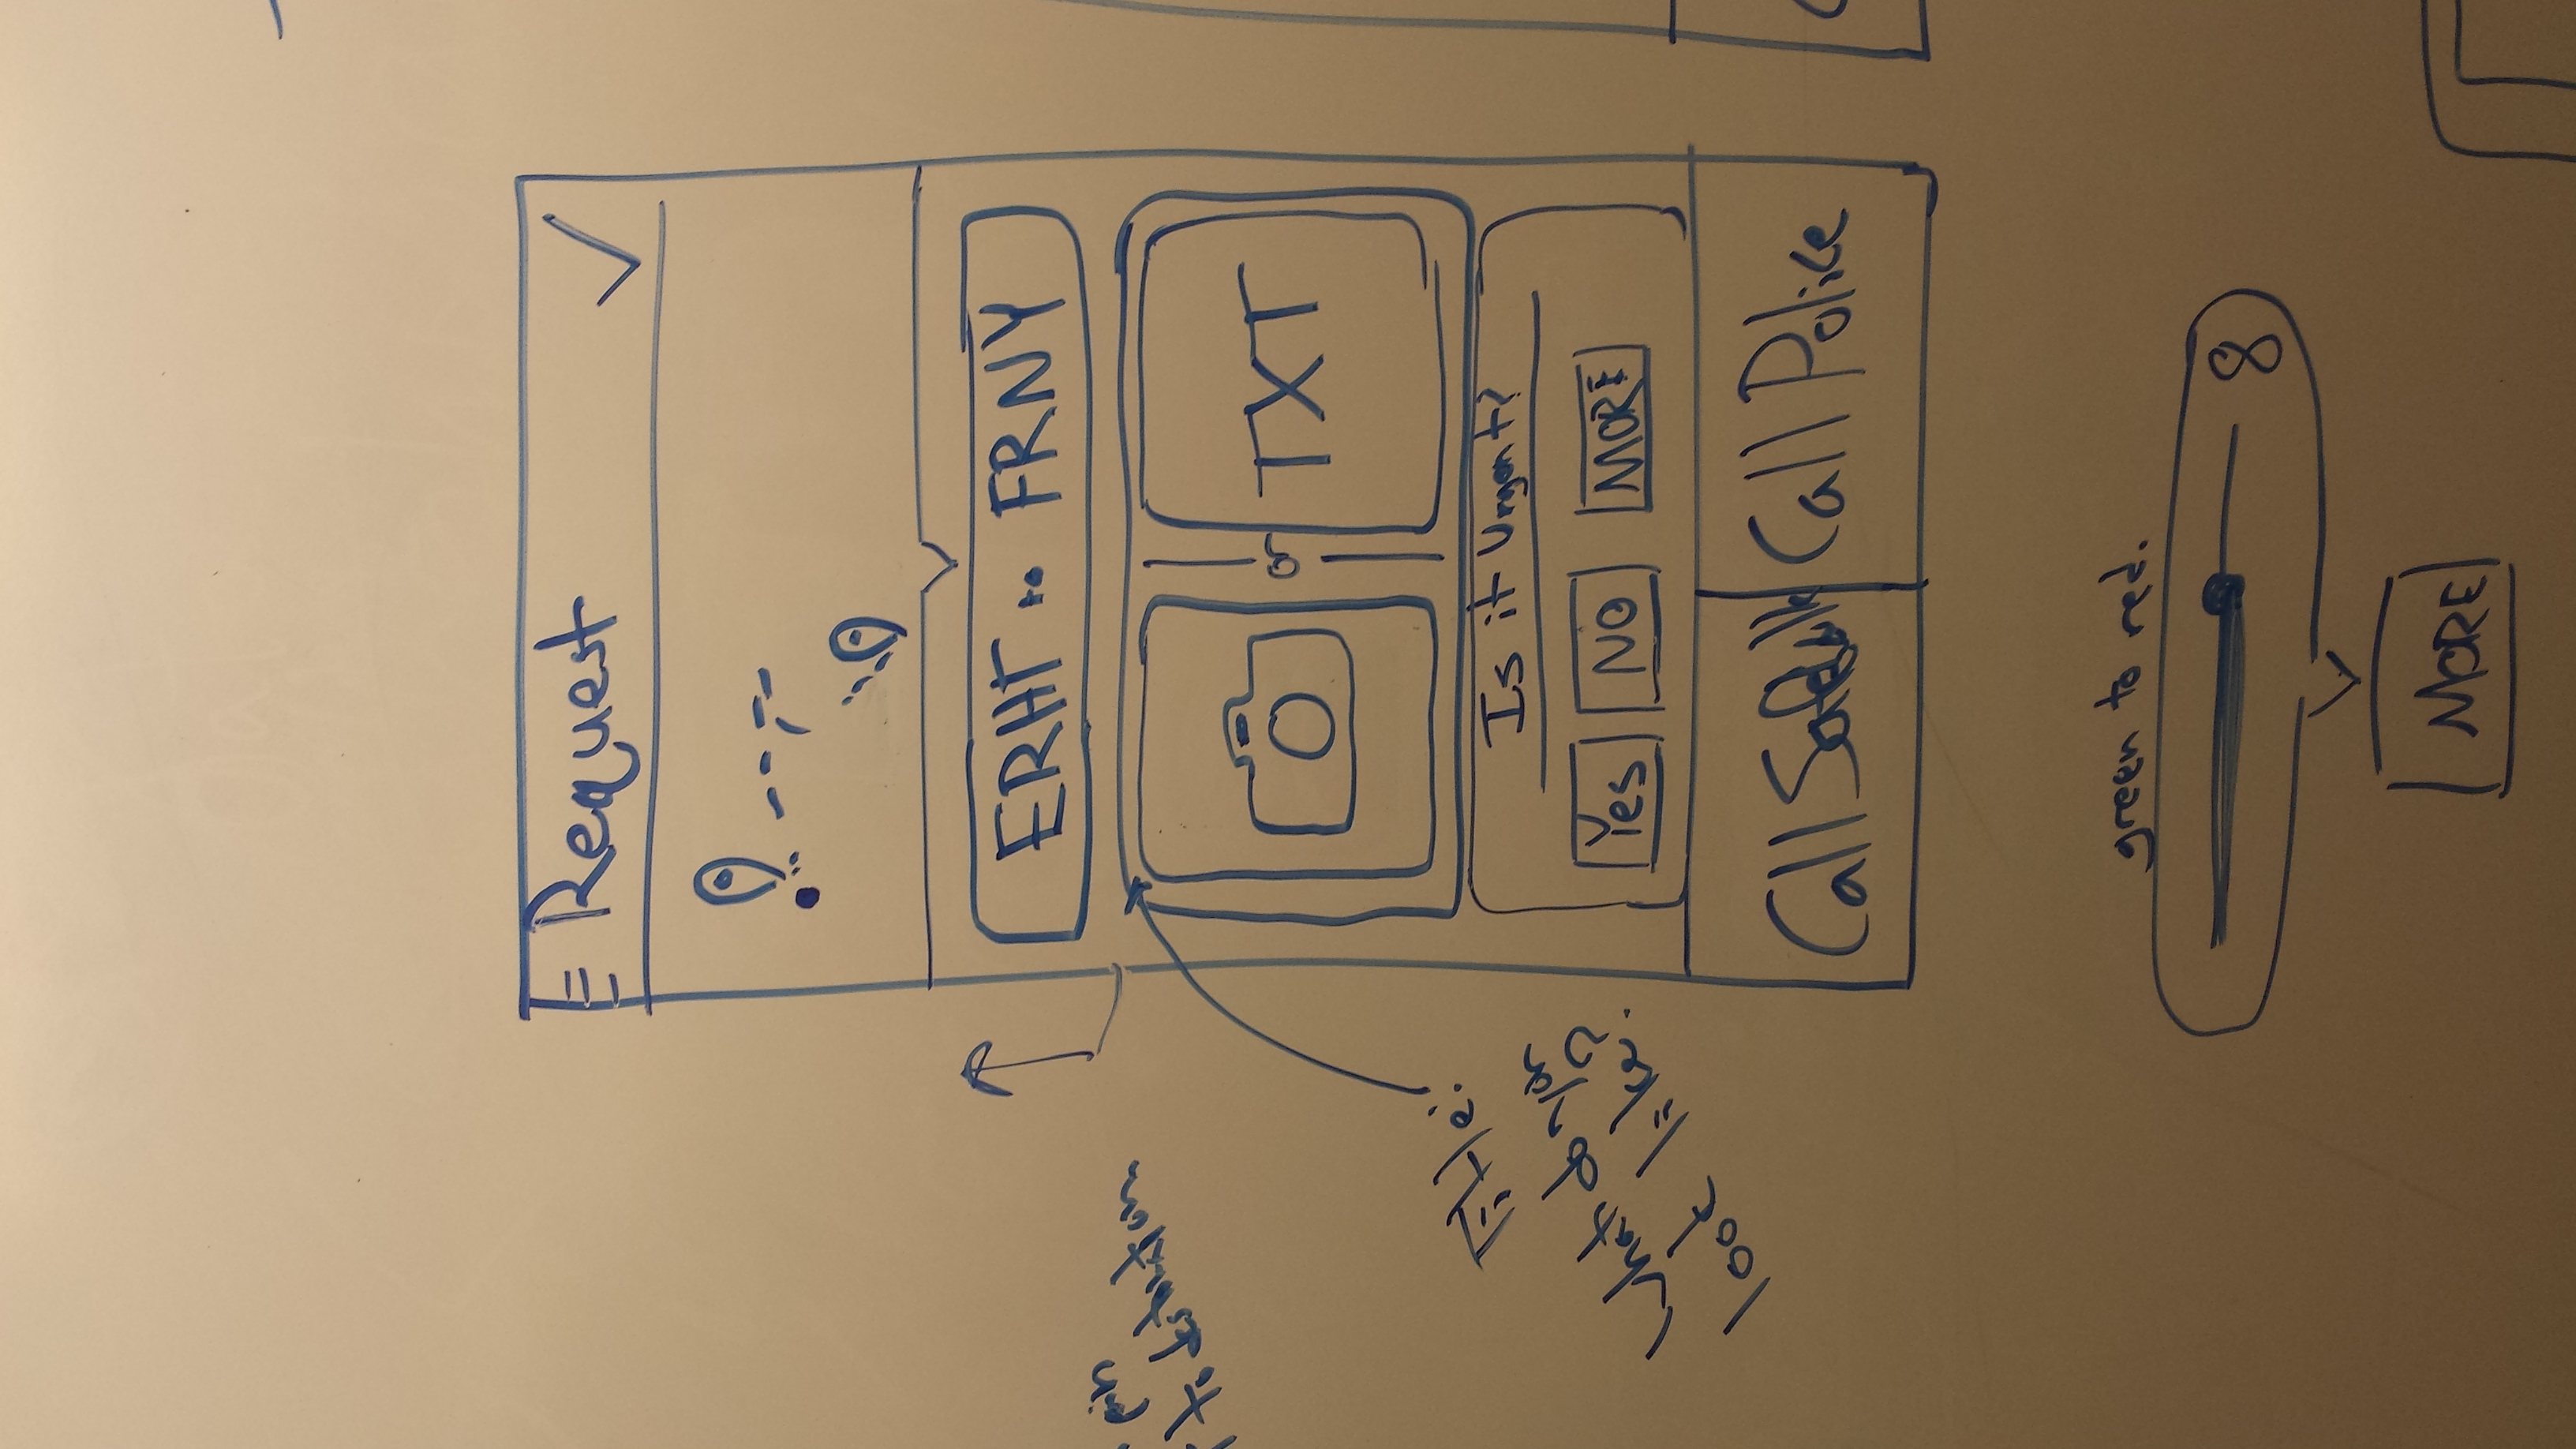 Request
ERHT to FRNY
pin
to destination
or
TXT
Title:
Whats do you
look like?
Is it Urgent?
Yes NO MORE
Call Safewalk Call Police
green to red.
8
MORE